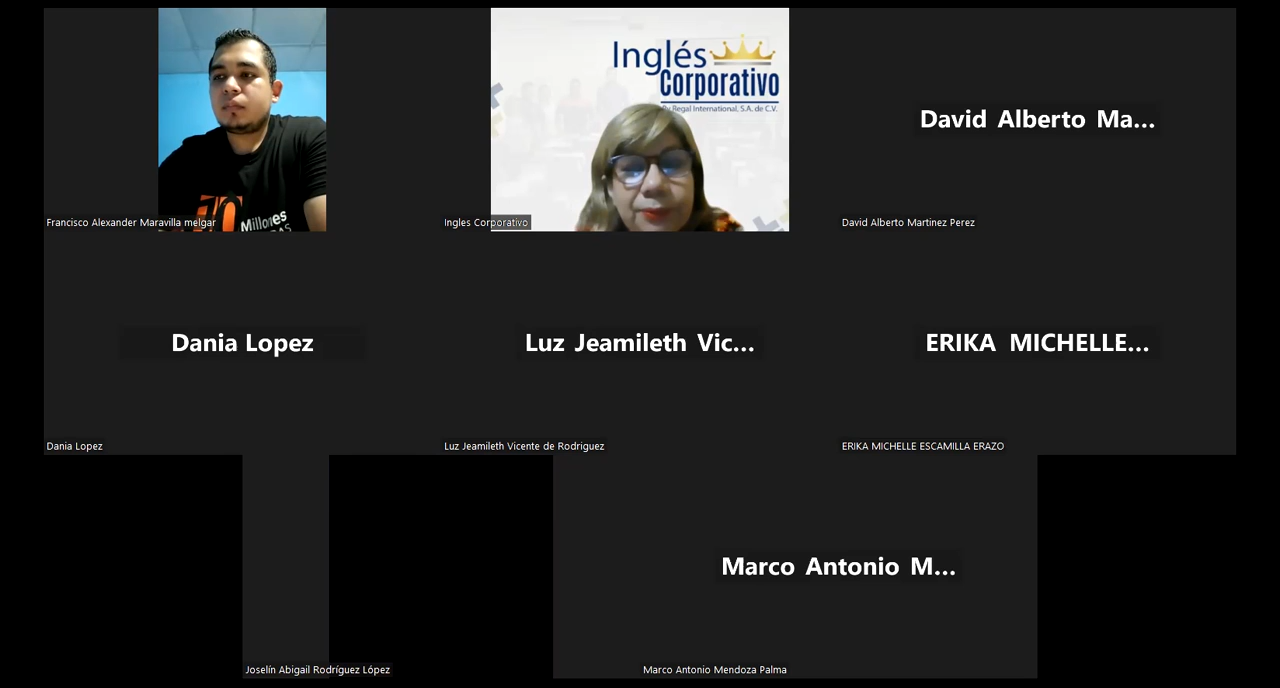 Inglés
Corporativo
By Regal International, S.A. de C.V.
David Alberto Ma...
70
Millones
Francisco Alexander Maravilla melgar
Ingles Corporativo
David Alberto Martinez Perez
Dania Lopez
Luz Jeamileth Vic...
ERIKA MICHELLE...
Dania Lopez
Luz Jeamileth Vicente de Rodriguez
ERIKA MICHELLE ESCAMILLA ERAZO
Marco Antonio M...
Joselín Abigail Rodríguez López
Marco Antonio Mendoza Palma